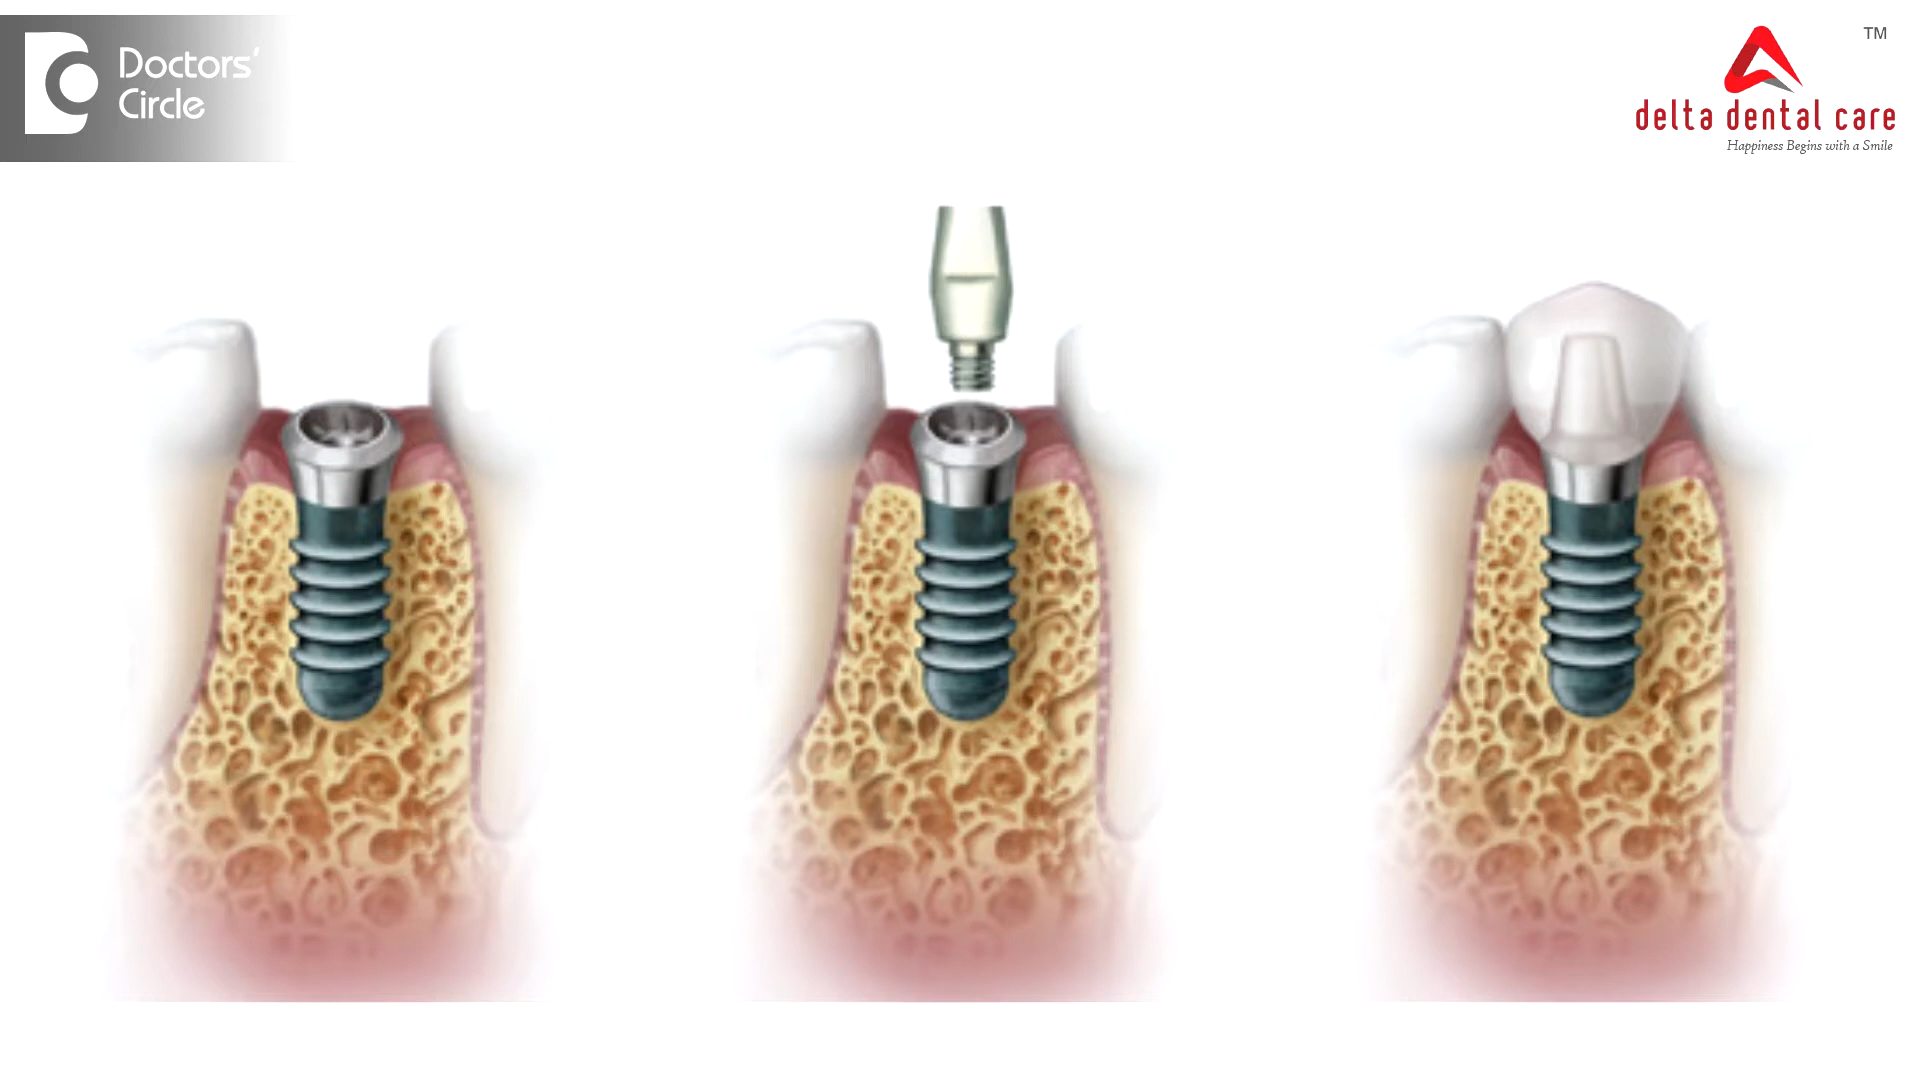 Doctors'
Circle
TM
delta dental care
Happiness Begins with a Smile